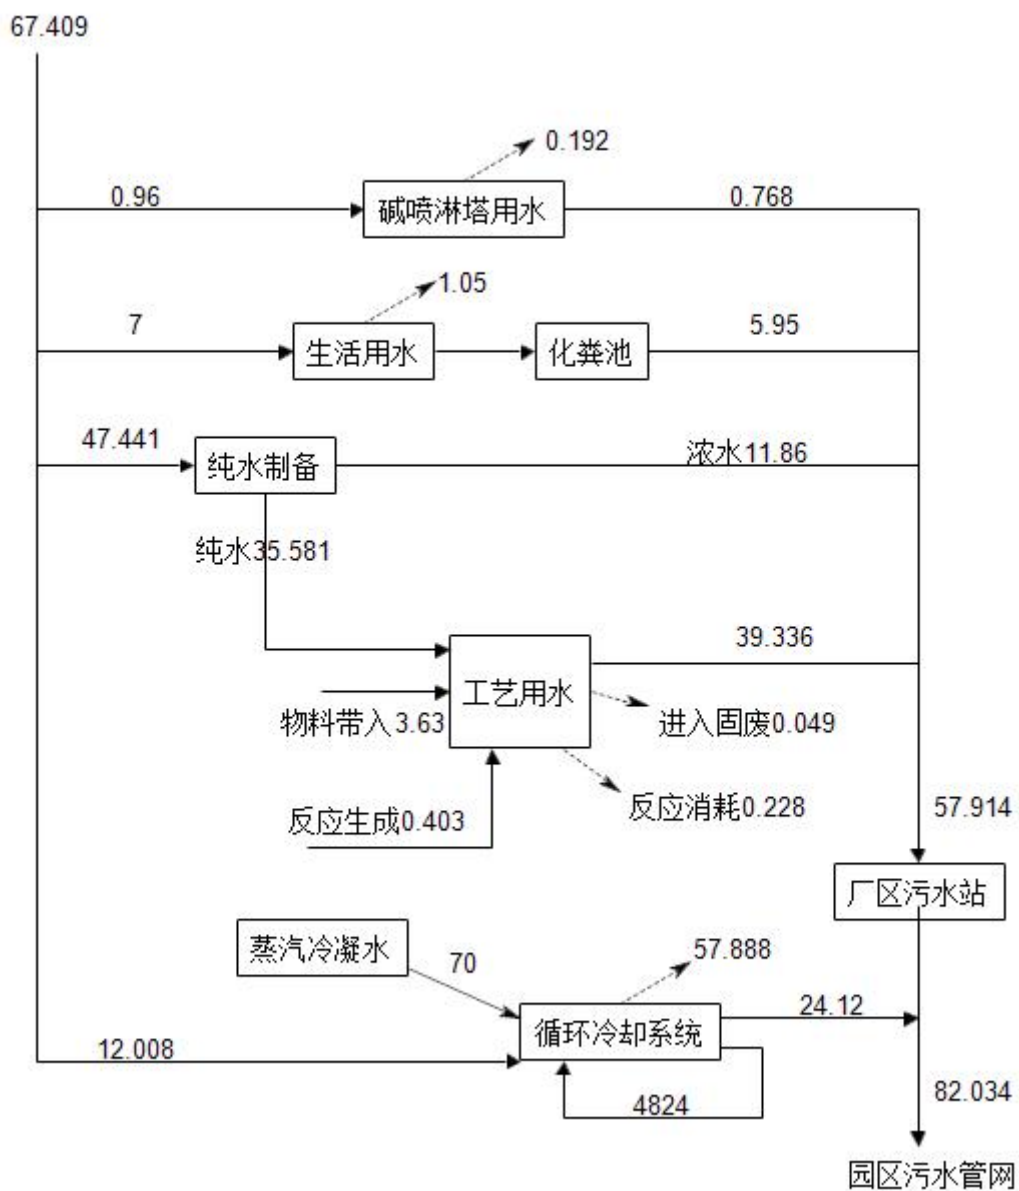 67.409
0.192
0.96
碱喷淋塔用水
0.768
1.05
7
生活用水
化粪池
5.95
47.441
纯水制备
浓水11.86
纯水35.581
39.336
工艺用水
物料带入3.63
进入固废0.049
反应生成0.403
反应消耗0.228
57.914
厂区污水站
蒸汽冷凝水
70
57.888
24.12
循环冷却系统
12.008
4824
82.034
园区污水管网